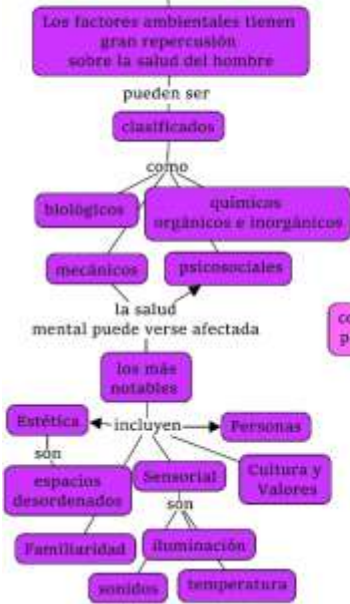 Los factores ambientales tienen
gran repercusión
sobre la salud del hombre
pueden ser
clasificados
como
biológicos
químicos
orgánicos e inorgánicos
mecánicos
psicosociales
la salud
mental puede verse afectada
los más
notables
Estética
incluyen
Personas
son
espacios
desordenados
Sensorial
Cultura y
Valores
son
Familiaridad
iluminación
sonidos
temperatura